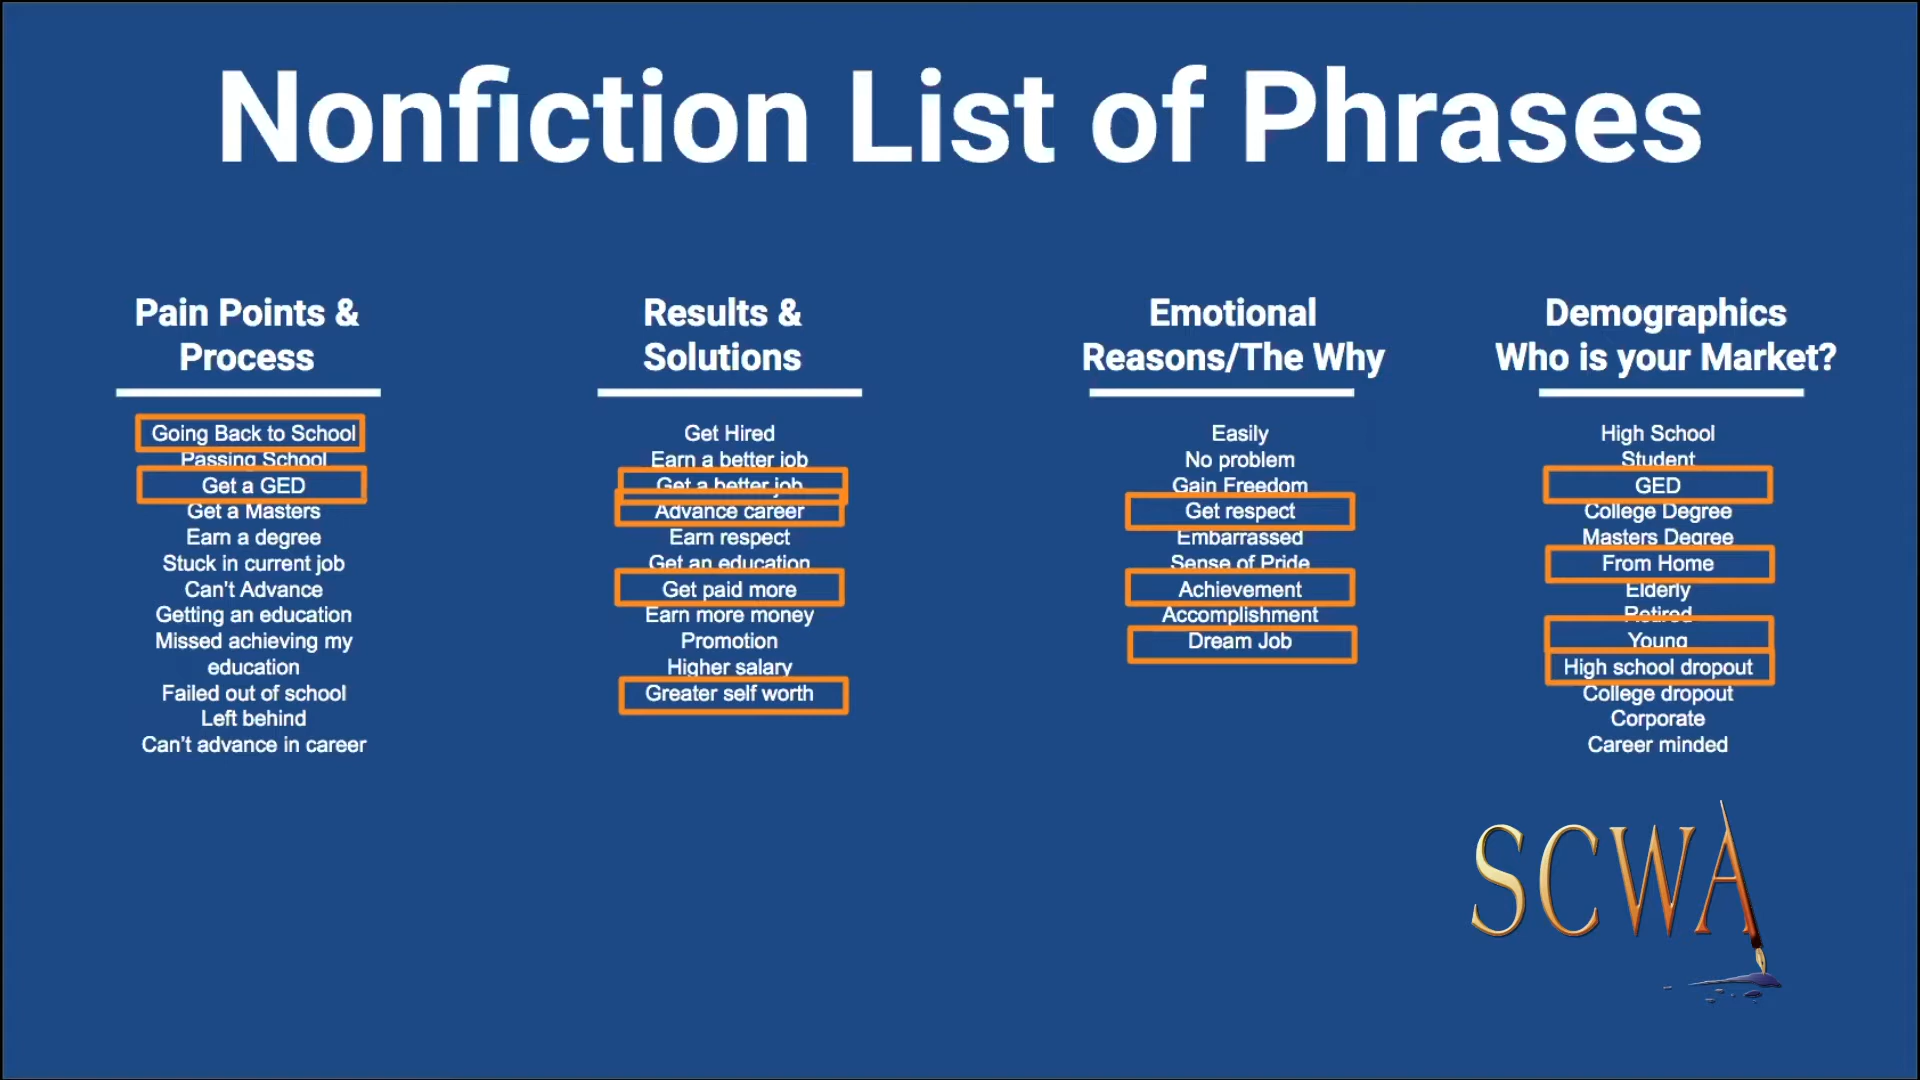 Nonfiction List of Phrases
Pain Points &
Process
Going Back to School
Passing School
Get a GED
Get a Masters
Earn a degree
Stuck in current job
Can't Advance
Getting an education
Missed achieving my
education
Failed out of school
Left behind
Can't advance in career
Results &
Solutions
Get Hired
Earn a better job
Get a better job
Advance career
Earn respect
Get an education
Get paid more
Earn more money
Promotion
Higher salary
Greater self worth
Emotional
Reasons/The Why
Easily
No problem
Gain Freedom
Get respect
Embarrassed
Sense of Pride
Achievement
Accomplishment
Dream Job
Demographics
Who is your Market?
High School
Student
GED
College Degree
Masters Degree
From Home
Elderly
Retired
Young
High school dropout
College dropout
Corporate
Career minded
SCWA